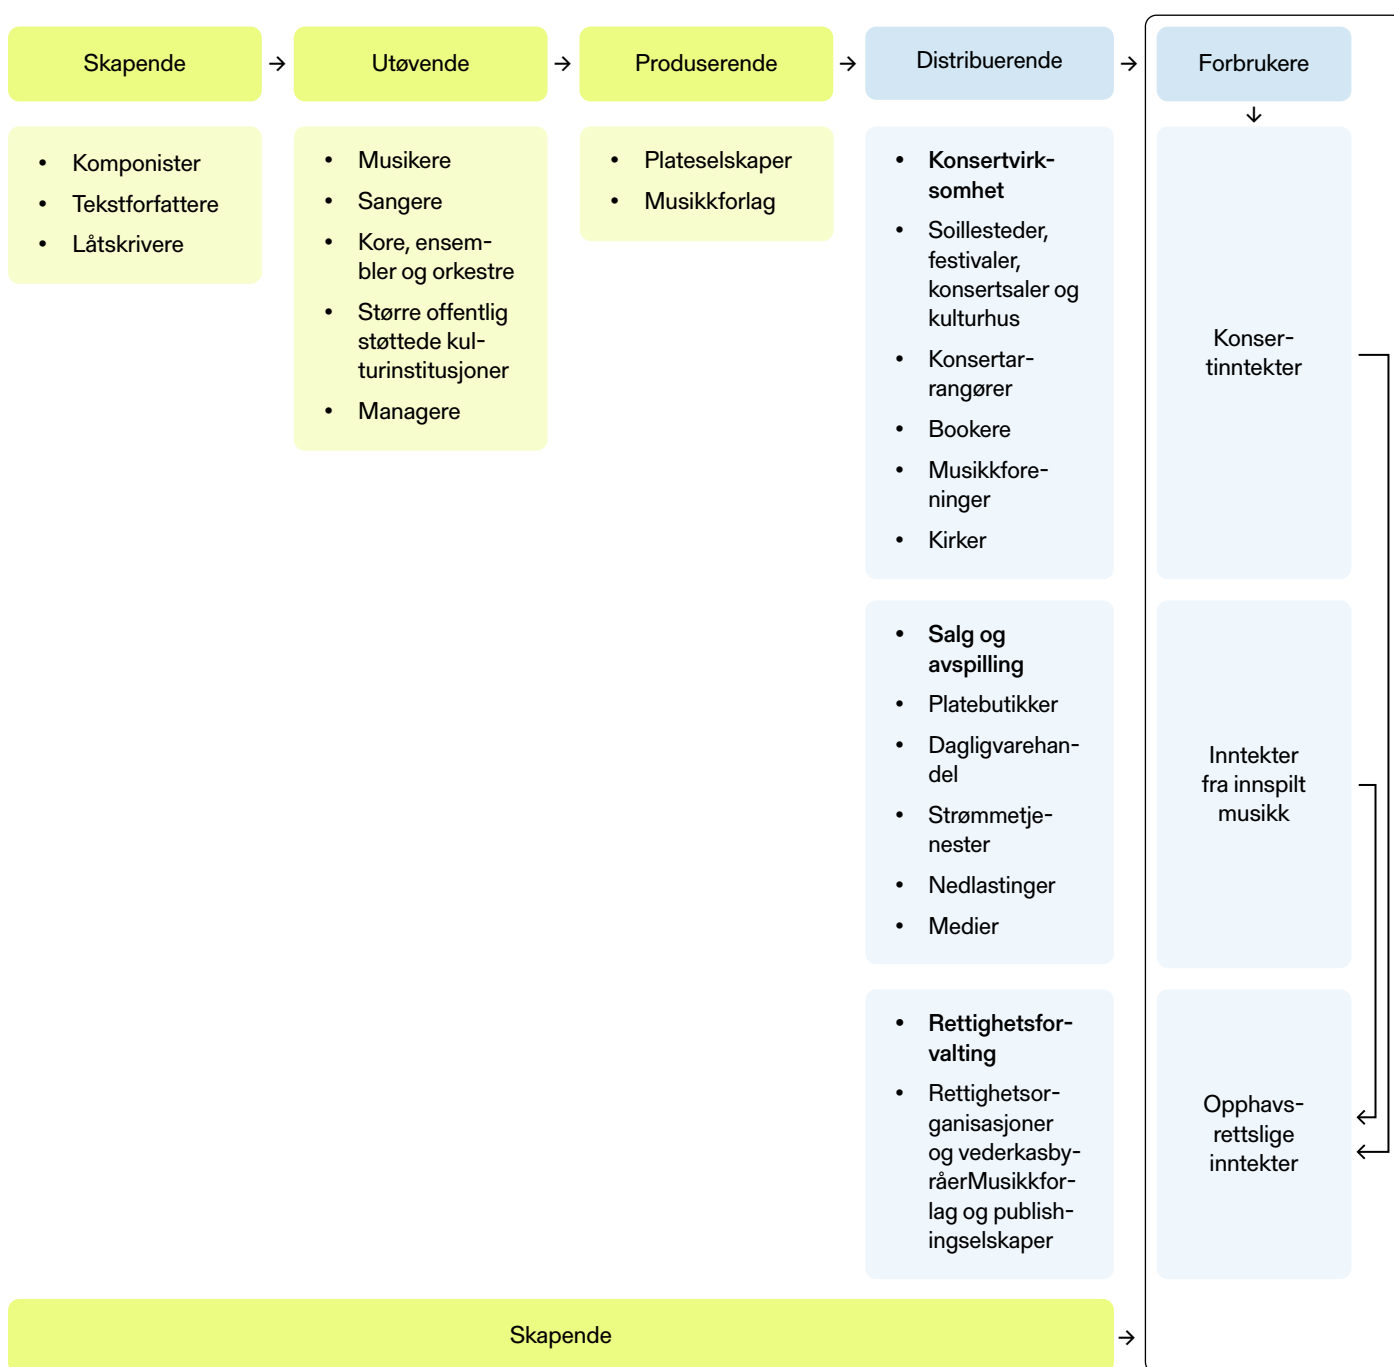 Skapende → Utøvende → Produserende → Distribuerende → Forbrukere
• Komponister
• Tekstforfattere
• Låtskrivere
• Musikere
• Sangere
• Kore, ensem-
bler og orkestre
• Større offentlig
støttede kul-
turinstitusjoner
• Managere
• Plateselskaper
• Musikkforlag
• Konsertvirk-
somhet
• Soillesteder,
festivaler,
konsertsaler og
kulturhus
• Konsertar-
rangører
• Bookere
• Musikkfore-
ninger
• Kirker
Konser-
tinntekter
• Salg og
avspilling
• Platebutikker
• Dagligvarehan-
del
• Strømmetje-
nester
• Nedlastinger
• Medier
Inntekter
fra innspilt
musikk
• Rettighetsfor-
valting
• Rettighetsor-
ganisasjoner
og vederkasby-
råerMusikkfor-
lag og publish-
ingselskaper
Opphavs-
rettslige
inntekter
Skapende